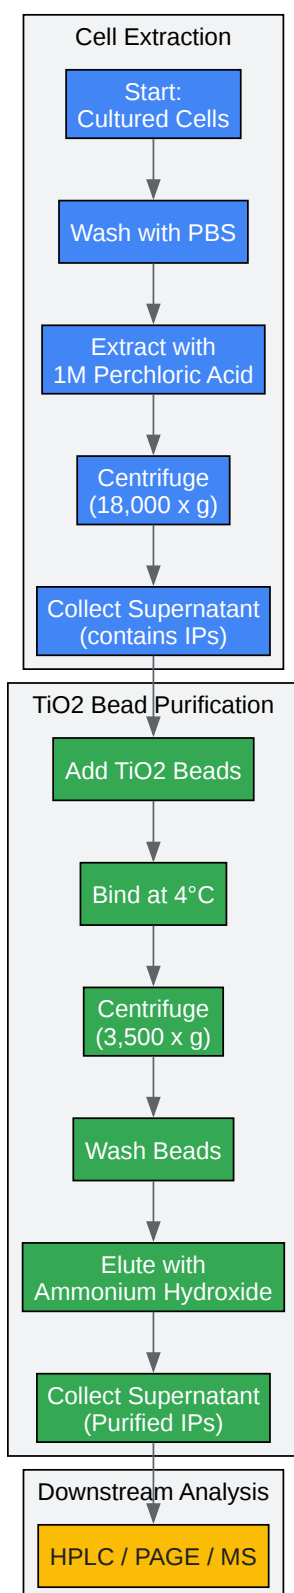 Cell Extraction
Start:
Cultured Cells
Wash with PBS
Extract with
1M Perchloric Acid
Centrifuge
(18,000 x g)
Collect Supernatant
(contains IPs)
TiO2 Bead Purification
Add TiO2 Beads
Bind at 4°C
Centrifuge
(3,500 x g)
Wash Beads
Elute with
Ammonium Hydroxide
Collect Supernatant
(Purified IPs)
Downstream Analysis
HPLC / PAGE / MS